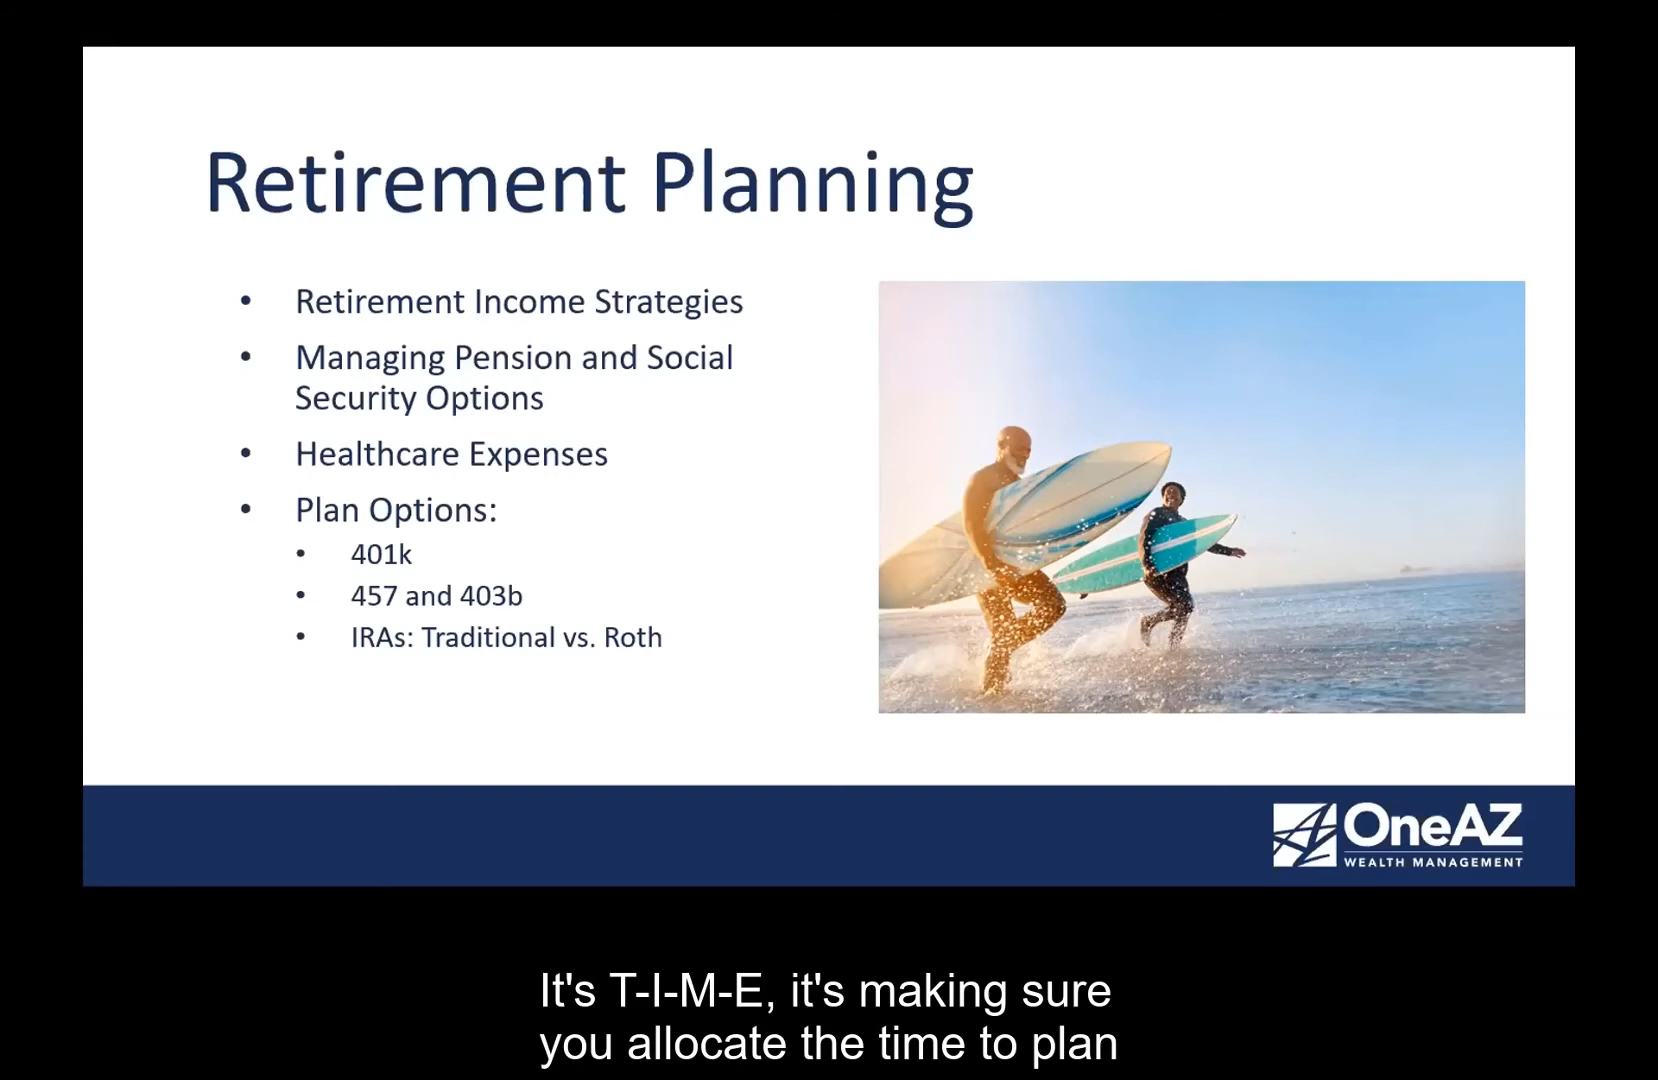 Retirement Planning
• Retirement Income Strategies
• Managing Pension and Social
Security Options
• Healthcare Expenses
• Plan Options:
• 401k
• 457 and 403b
• IRAs: Traditional vs. Roth
OneAZ
WEALTH MANAGEMENT
It's T-I-M-E, it's making sure
you allocate the time to plan